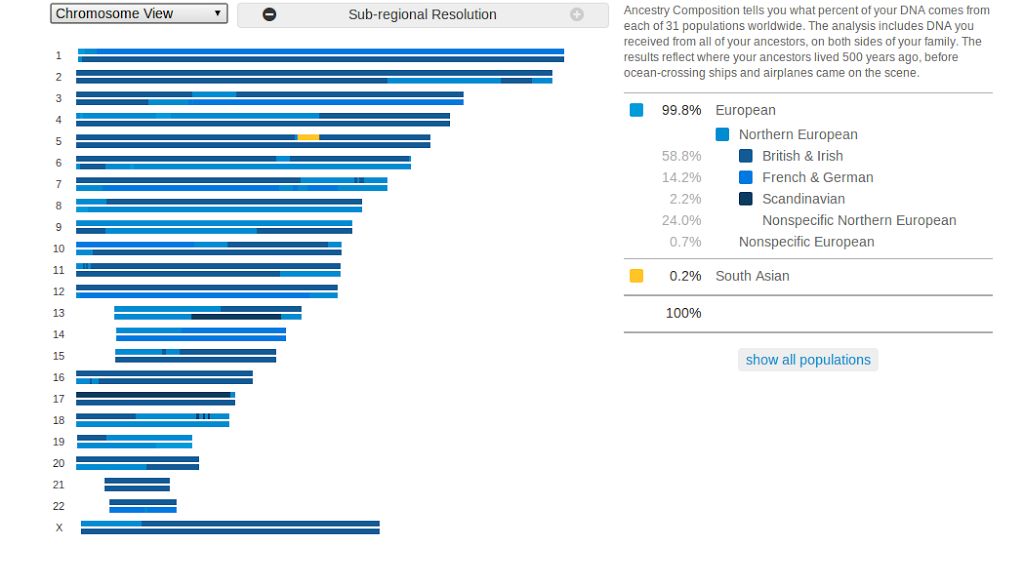 Chromosome View
Sub-regional Resolution
1
2
3
4
5
6
7
8
9
10
11
12
13
14
15
16
17
18
19
20
21
22
X
Ancestry Composition tells you what percent of your DNA comes from
each of 31 populations worldwide. The analysis includes DNA you
received from all of your ancestors, on both sides of your family. The
results reflect where your ancestors lived 500 years ago, before
ocean-crossing ships and airplanes came on the scene.
99.8% European
Northern European
58.8% British & Irish
14.2% French & German
2.2% Scandinavian
24.0% Nonspecific Northern European
0.7% Nonspecific European
0.2% South Asian
100%
show all populations